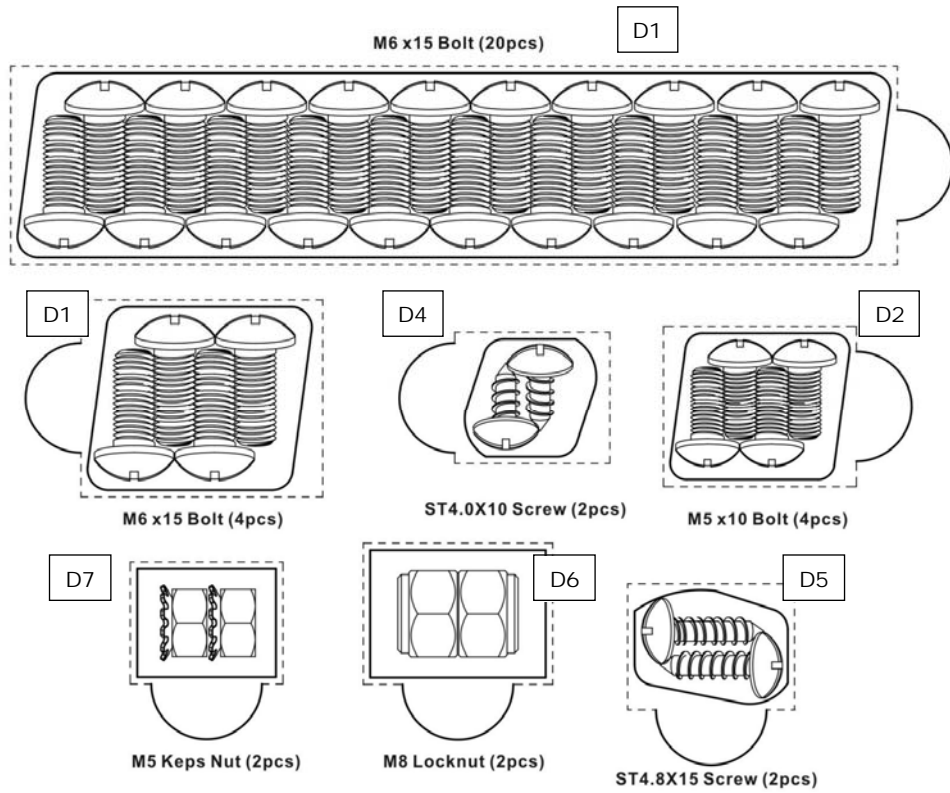 M6 x15 Bolt (20pcs)
D1
D1
D4
D2
M6 x15 Bolt (4pcs)
ST4.0X10 Screw (2pcs)
M5 x10 Bolt (4pcs)
D7
D6
D5
M5 Keps Nut (2pcs)
M8 Locknut (2pcs)
ST4.8X15 Screw (2pcs)